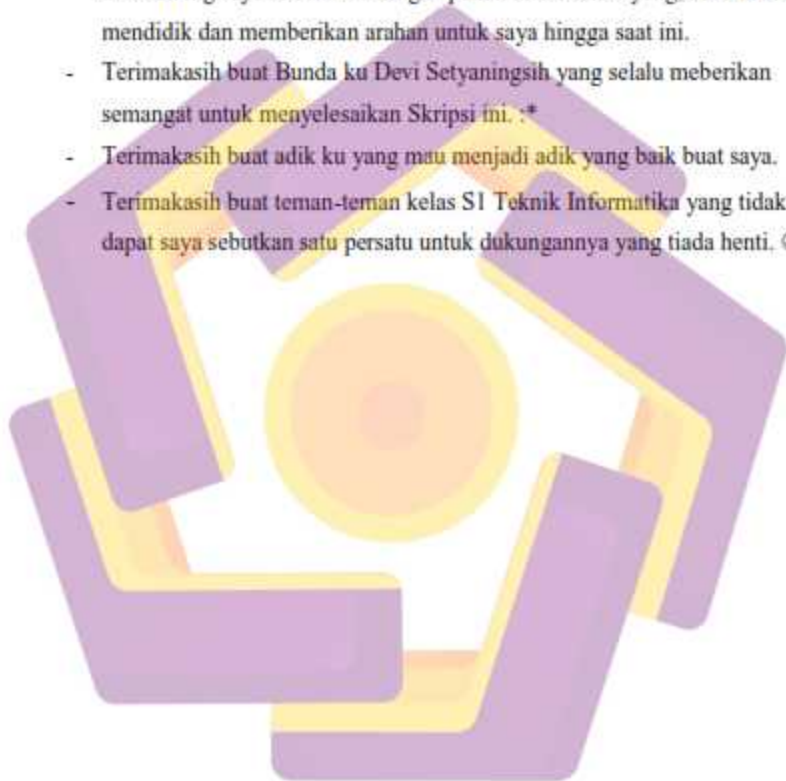 mendidik dan memberikan arahan untuk saya hingga saat ini.
- Terimakasih buat Bunda ku Devi Setyaningsih yang selalu meberikan
semangat untuk menyelesaikan Skripsi ini. :*
- Terimakasih buat adik ku yang mau menjadi adik yang baik buat saya.
- Terimakasih buat teman-teman kelas S1 Teknik Informatika yang tidak
dapat saya sebutkan satu persatu untuk dukungannya yang tiada henti.